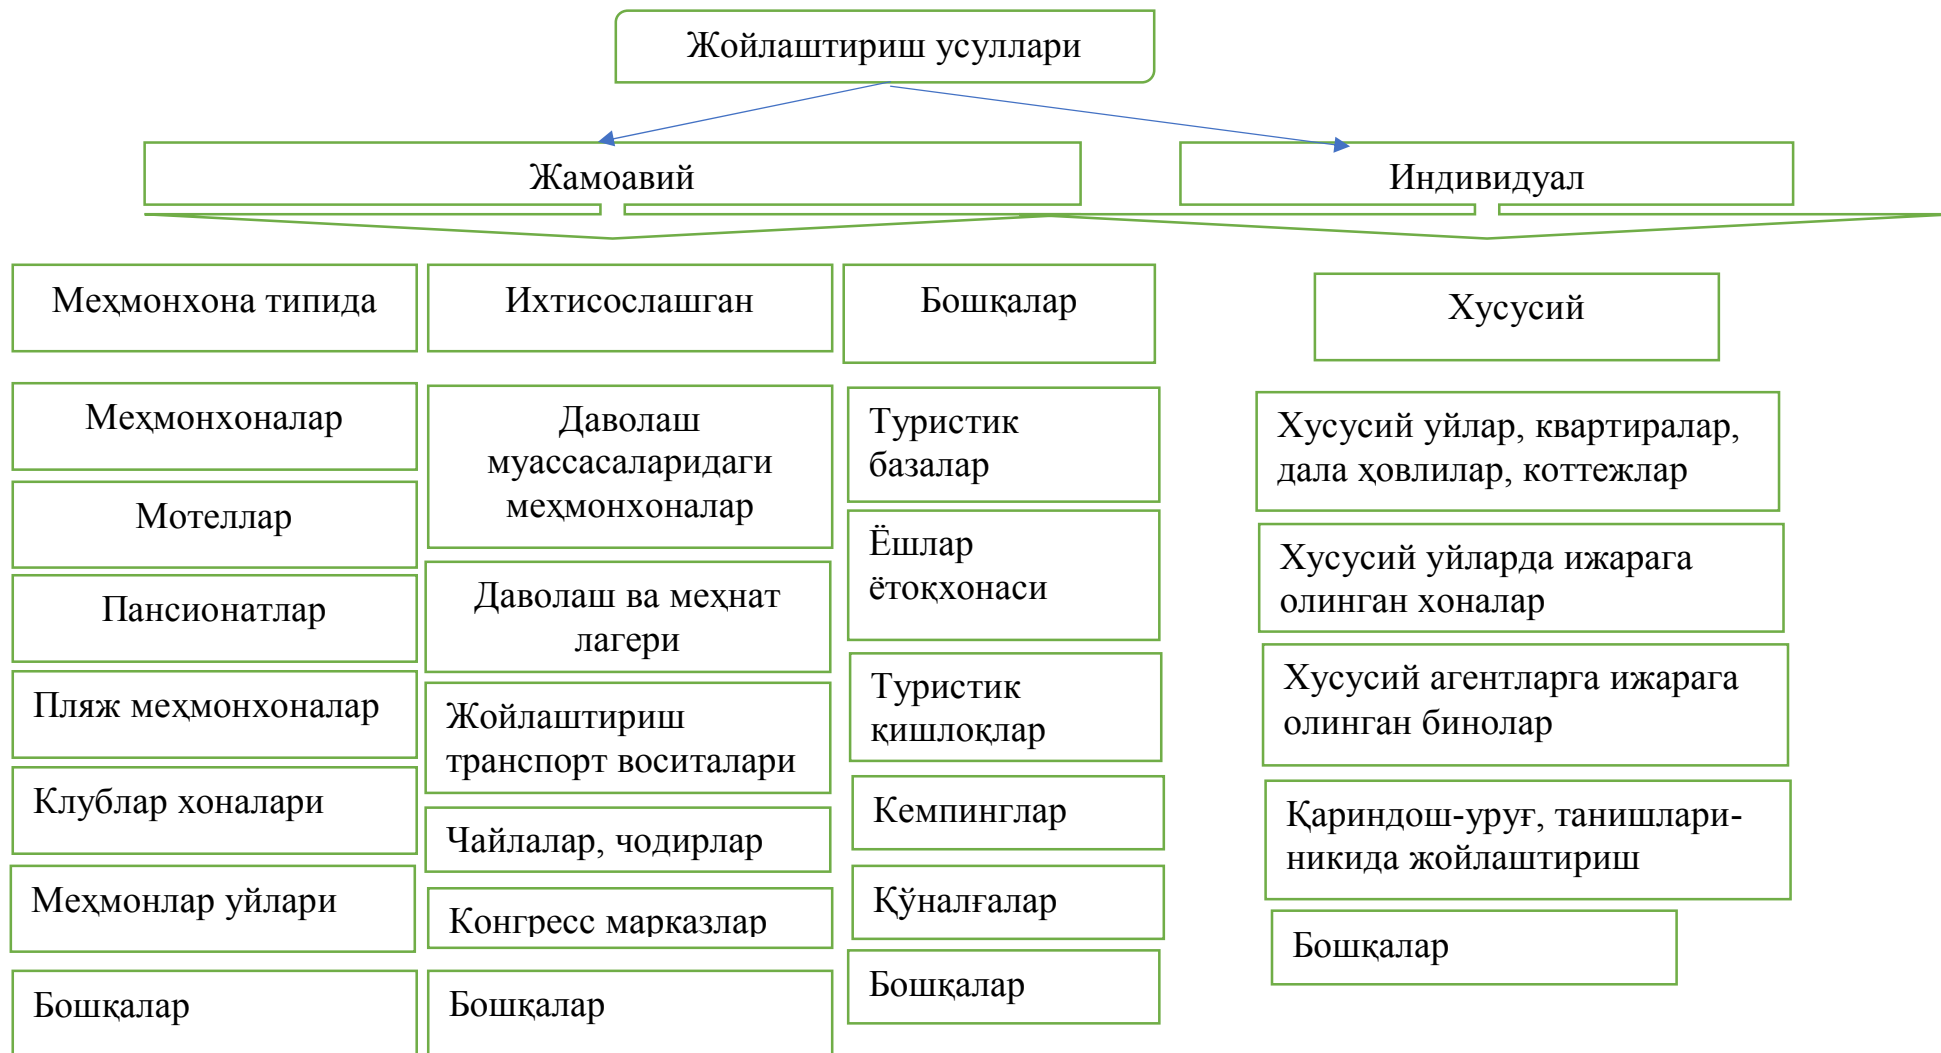 Жойлаштириш усуллари
Жамоавий
Индивидуал
Меҳмонхона типида
Ихтисослашган
Бошқалар
Хусусий
Меҳмонхоналар
Мотеллар
Пансионатлар
Пляж меҳмонхоналар
Клублар хоналари
Меҳмонлар уйлари
Бошқалар
Даволаш
муассасаларидаги
меҳмонхоналар
Даволаш ва меҳнат
лагери
Жойлаштириш
транспорт воситалари
Чайлалар, чодирлар
Конгресс марказлар
Бошқалар
Туристик
базалар
Ёшлар
ётоқхонаси
Туристик
қишлоқлар
Кемпинглар
Қўналғалар
Бошқалар
Хусусий уйлар, квартиралар,
дала ҳовлилар, коттежлар
Хусусий уйларда ижарага
олинган хоналар
Хусусий агентларга ижарага
олинган бинолар
Қариндош-уруғ, танишлари-
никида жойлаштириш
Бошқалар